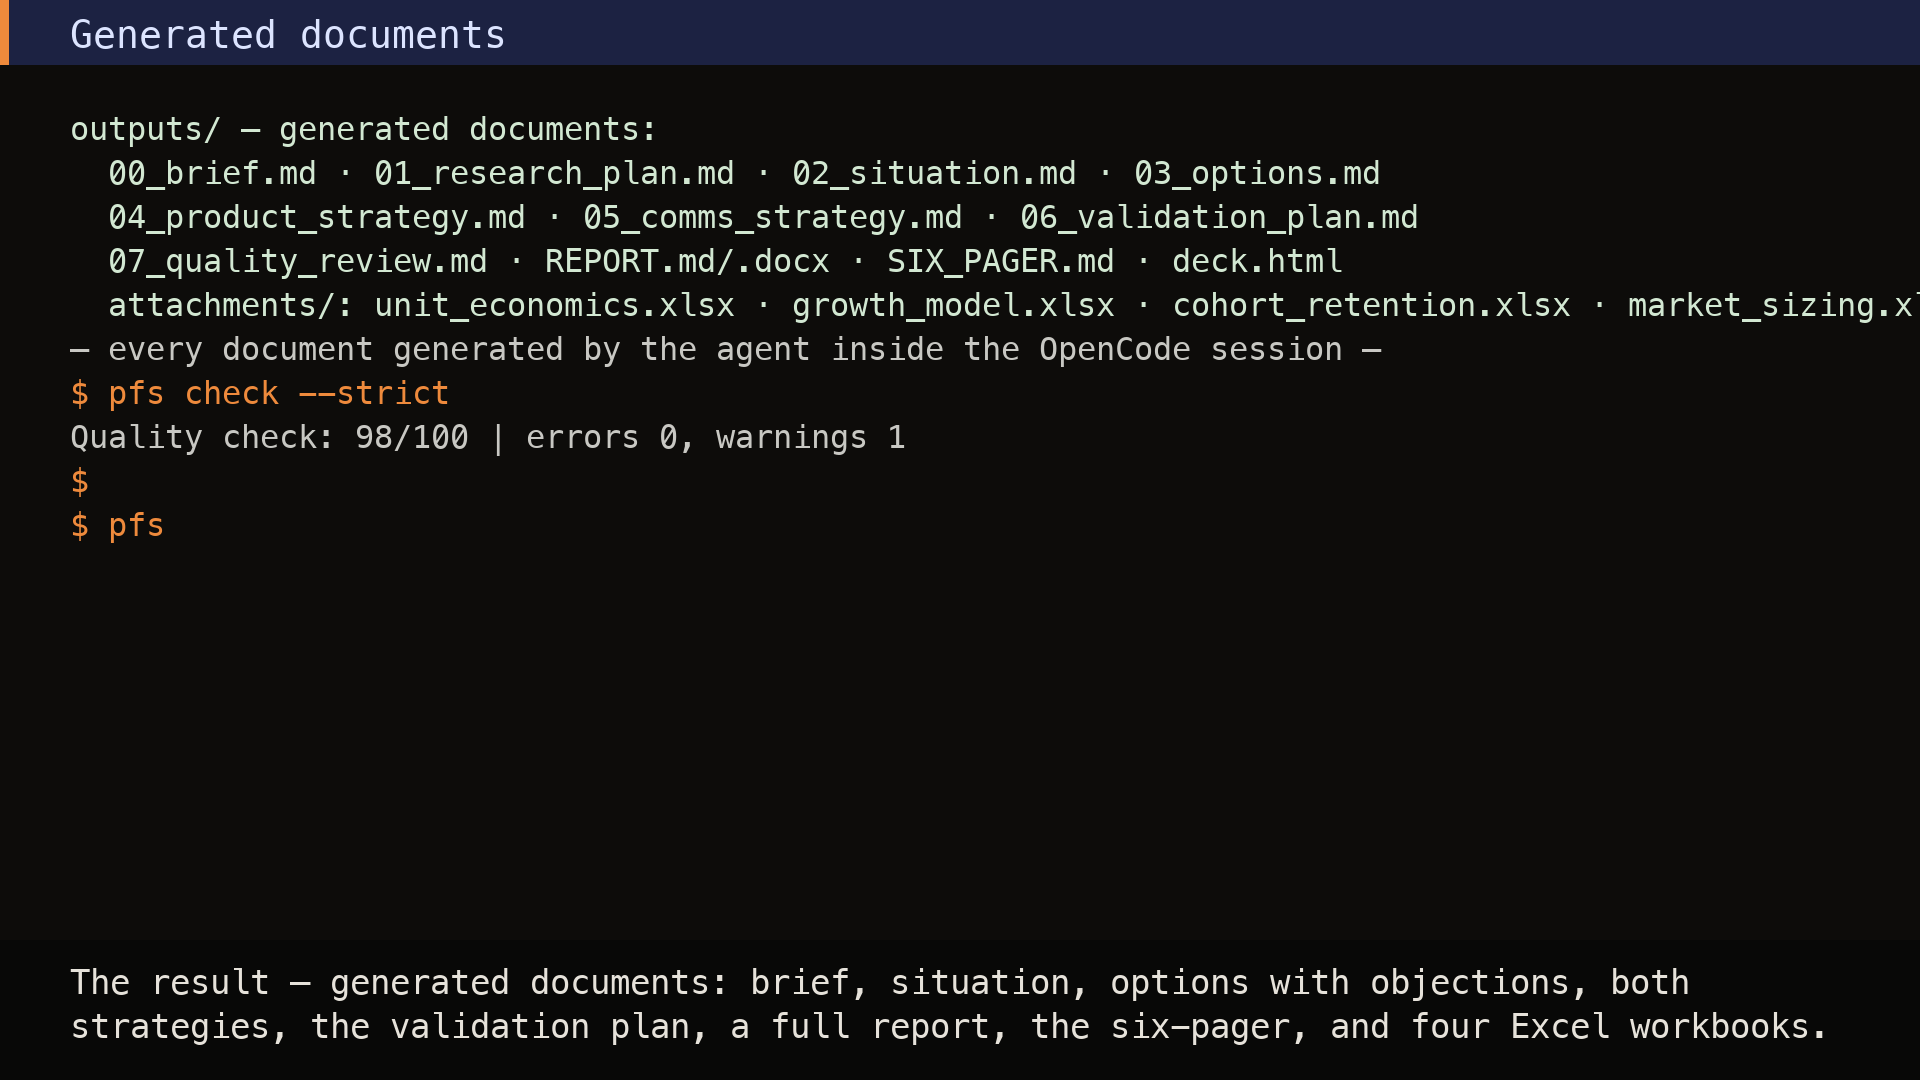 Generated documents
outputs/ — generated documents:
00_brief.md · 01_research_plan.md · 02_situation.md · 03_options.md
04_product_strategy.md · 05_comms_strategy.md · 06_validation_plan.md
07_quality_review.md · REPORT.md/.docx · SIX_PAGER.md · deck.html
attachments/: unit_economics.xlsx · growth_model.xlsx · cohort_retention.xlsx · market_sizing.xl
— every document generated by the agent inside the OpenCode session —
$ pfs check --strict
Quality check: 98/100 | errors 0, warnings 1
$
$ pfs
The result — generated documents: brief, situation, options with objections, both
strategies, the validation plan, a full report, the six-pager, and four Excel workbooks.